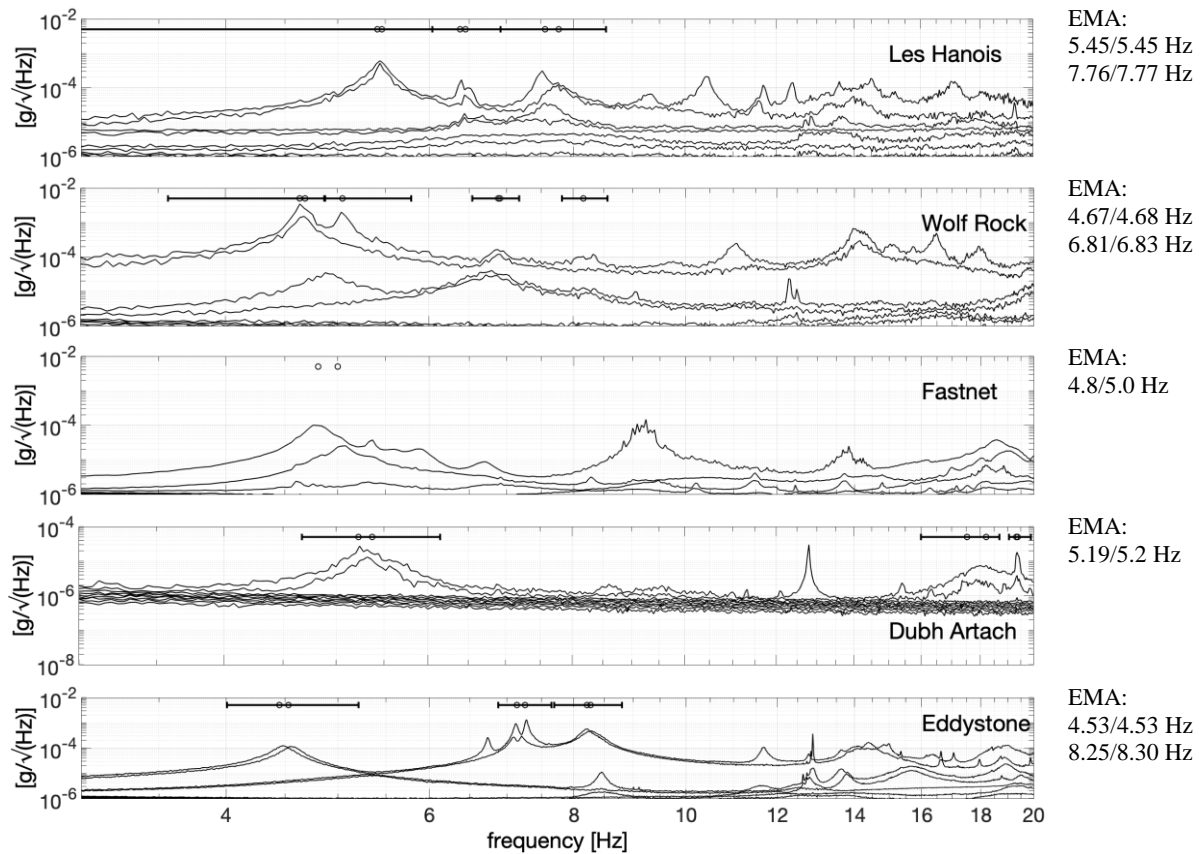 10⁻²
10⁻⁴
10⁻⁶
[g/√(Hz)]
Les Hanois
EMA:
5.45/5.45 Hz
7.76/7.77 Hz
10⁻²
10⁻⁴
10⁻⁶
[g/√(Hz)]
Wolf Rock
EMA:
4.67/4.68 Hz
6.81/6.83 Hz
10⁻²
10⁻⁴
10⁻⁶
[g/√(Hz)]
Fastnet
EMA:
4.8/5.0 Hz
10⁻⁴
10⁻⁶
10⁻⁸
[g/√(Hz)]
Dubh Artach
EMA:
5.19/5.2 Hz
10⁻²
10⁻⁴
10⁻⁶
[g/√(Hz)]
Eddystone
EMA:
4.53/4.53 Hz
8.25/8.30 Hz
4 6 8 10 12 14 16 18 20
frequency [Hz]